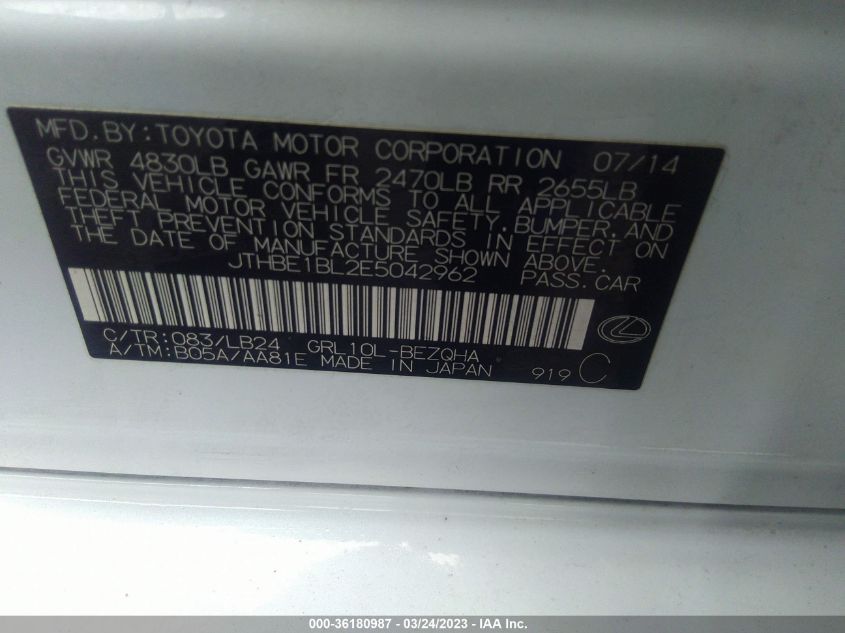 MFD. BY: TOYOTA MOTOR CORPORATION 07/14
GVWR 4830LB GAWR FR 2470LB RR 2655LB
THIS VEHICLE CONFORMS TO ALL APPLICABLE
FEDERAL MOTOR VEHICLE SAFETY, BUMPER, AND
THEFT PREVENTION STANDARDS IN EFFECT ON
THE DATE OF MANUFACTURE SHOWN ABOVE.
JTHBE1BL2E5042962 PASS. CAR
C/TR: 083/LB24 GRL10L-BEZQHA
A/TM: B05A/AA81E MADE IN JAPAN 919 C
000-36180987 - 03/24/2023 - IAA Inc.